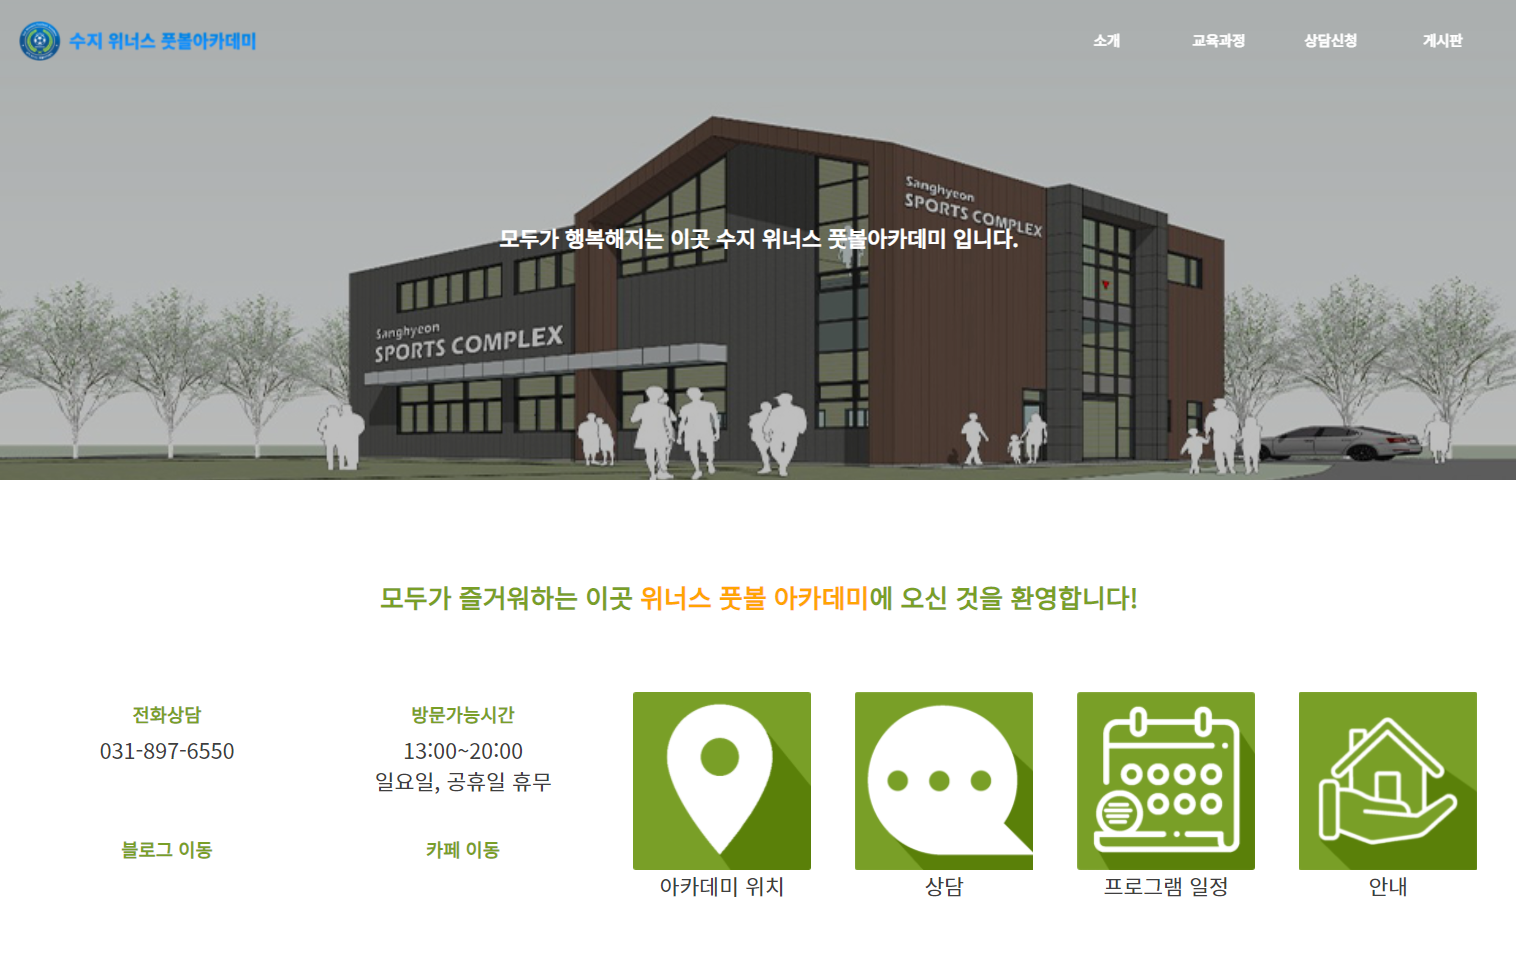 수지 위너스 풋볼아카데미
소개 교육과정 상담신청 게시판
Sanghyeon
SPORTS COMPLEX
모두가 행복해지는 이곳 수지 위너스 풋볼아카데미 입니다.
Sanghyeon
SPORTS COMPLEX
모두가 즐거워하는 이곳 위너스 풋볼 아카데미에 오신 것을 환영합니다!
전화상담
031-897-6550
방문가능시간
13:00~20:00
일요일, 공휴일 휴무
블로그 이동
카페 이동
아카데미 위치
상담
프로그램 일정
안내